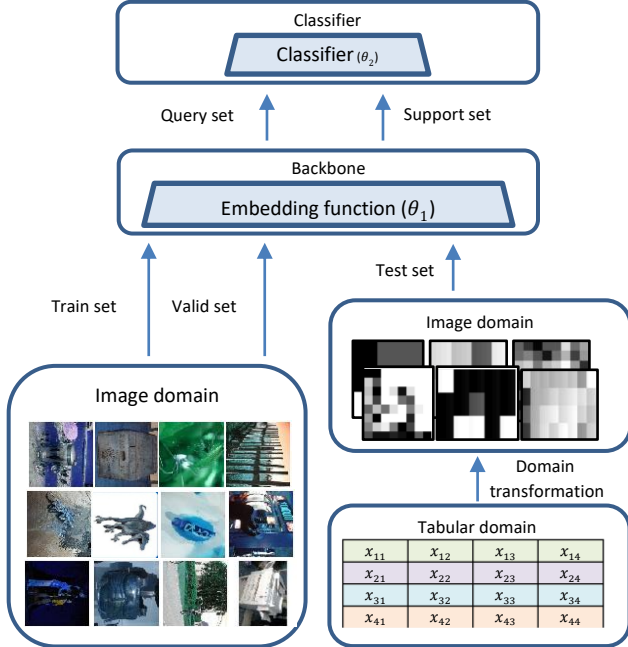 Classifier
Classifier (θ₂)
Query set
Support set
Backbone
Embedding function (θ₁)
Train set
Valid set
Test set
Image domain
Image domain
Domain
transformation
Tabular domain
x₁₁ x₁₂ x₁₃ x₁₄
x₂₁ x₂₂ x₂₃ x₂₄
x₃₁ x₃₂ x₃₃ x₃₄
x₄₁ x₄₂ x₄₃ x₄₄